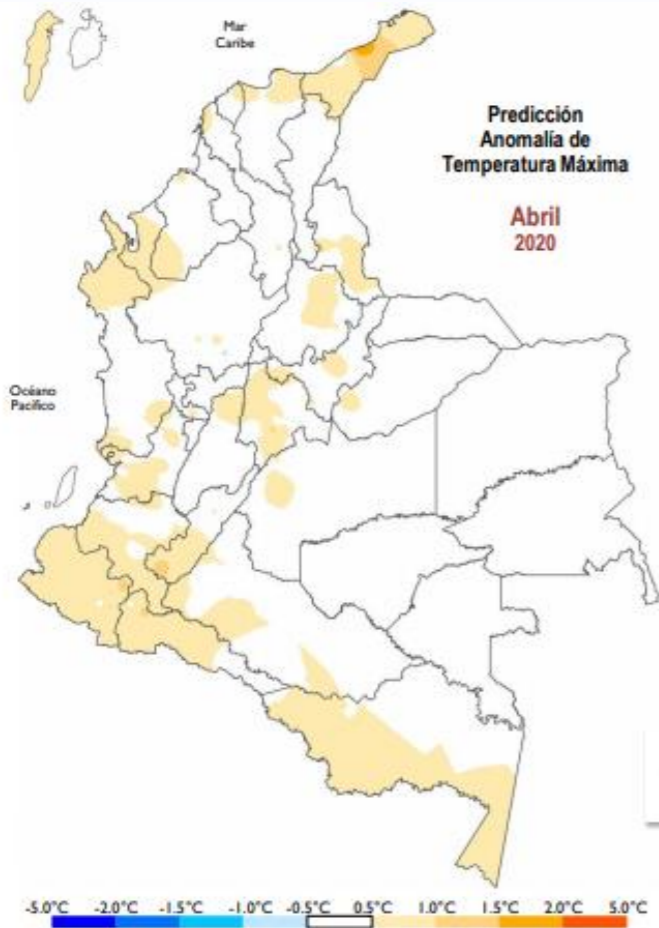 Mar
Caribe
Predicción
Anomalía de
Temperatura Máxima
Abril
2020
Océano
Pacífico
-5.0°C -2.0°C -1.5°C -1.0°C -0.5°C 0.5°C 1.0°C 1.5°C 2.0°C 5.0°C